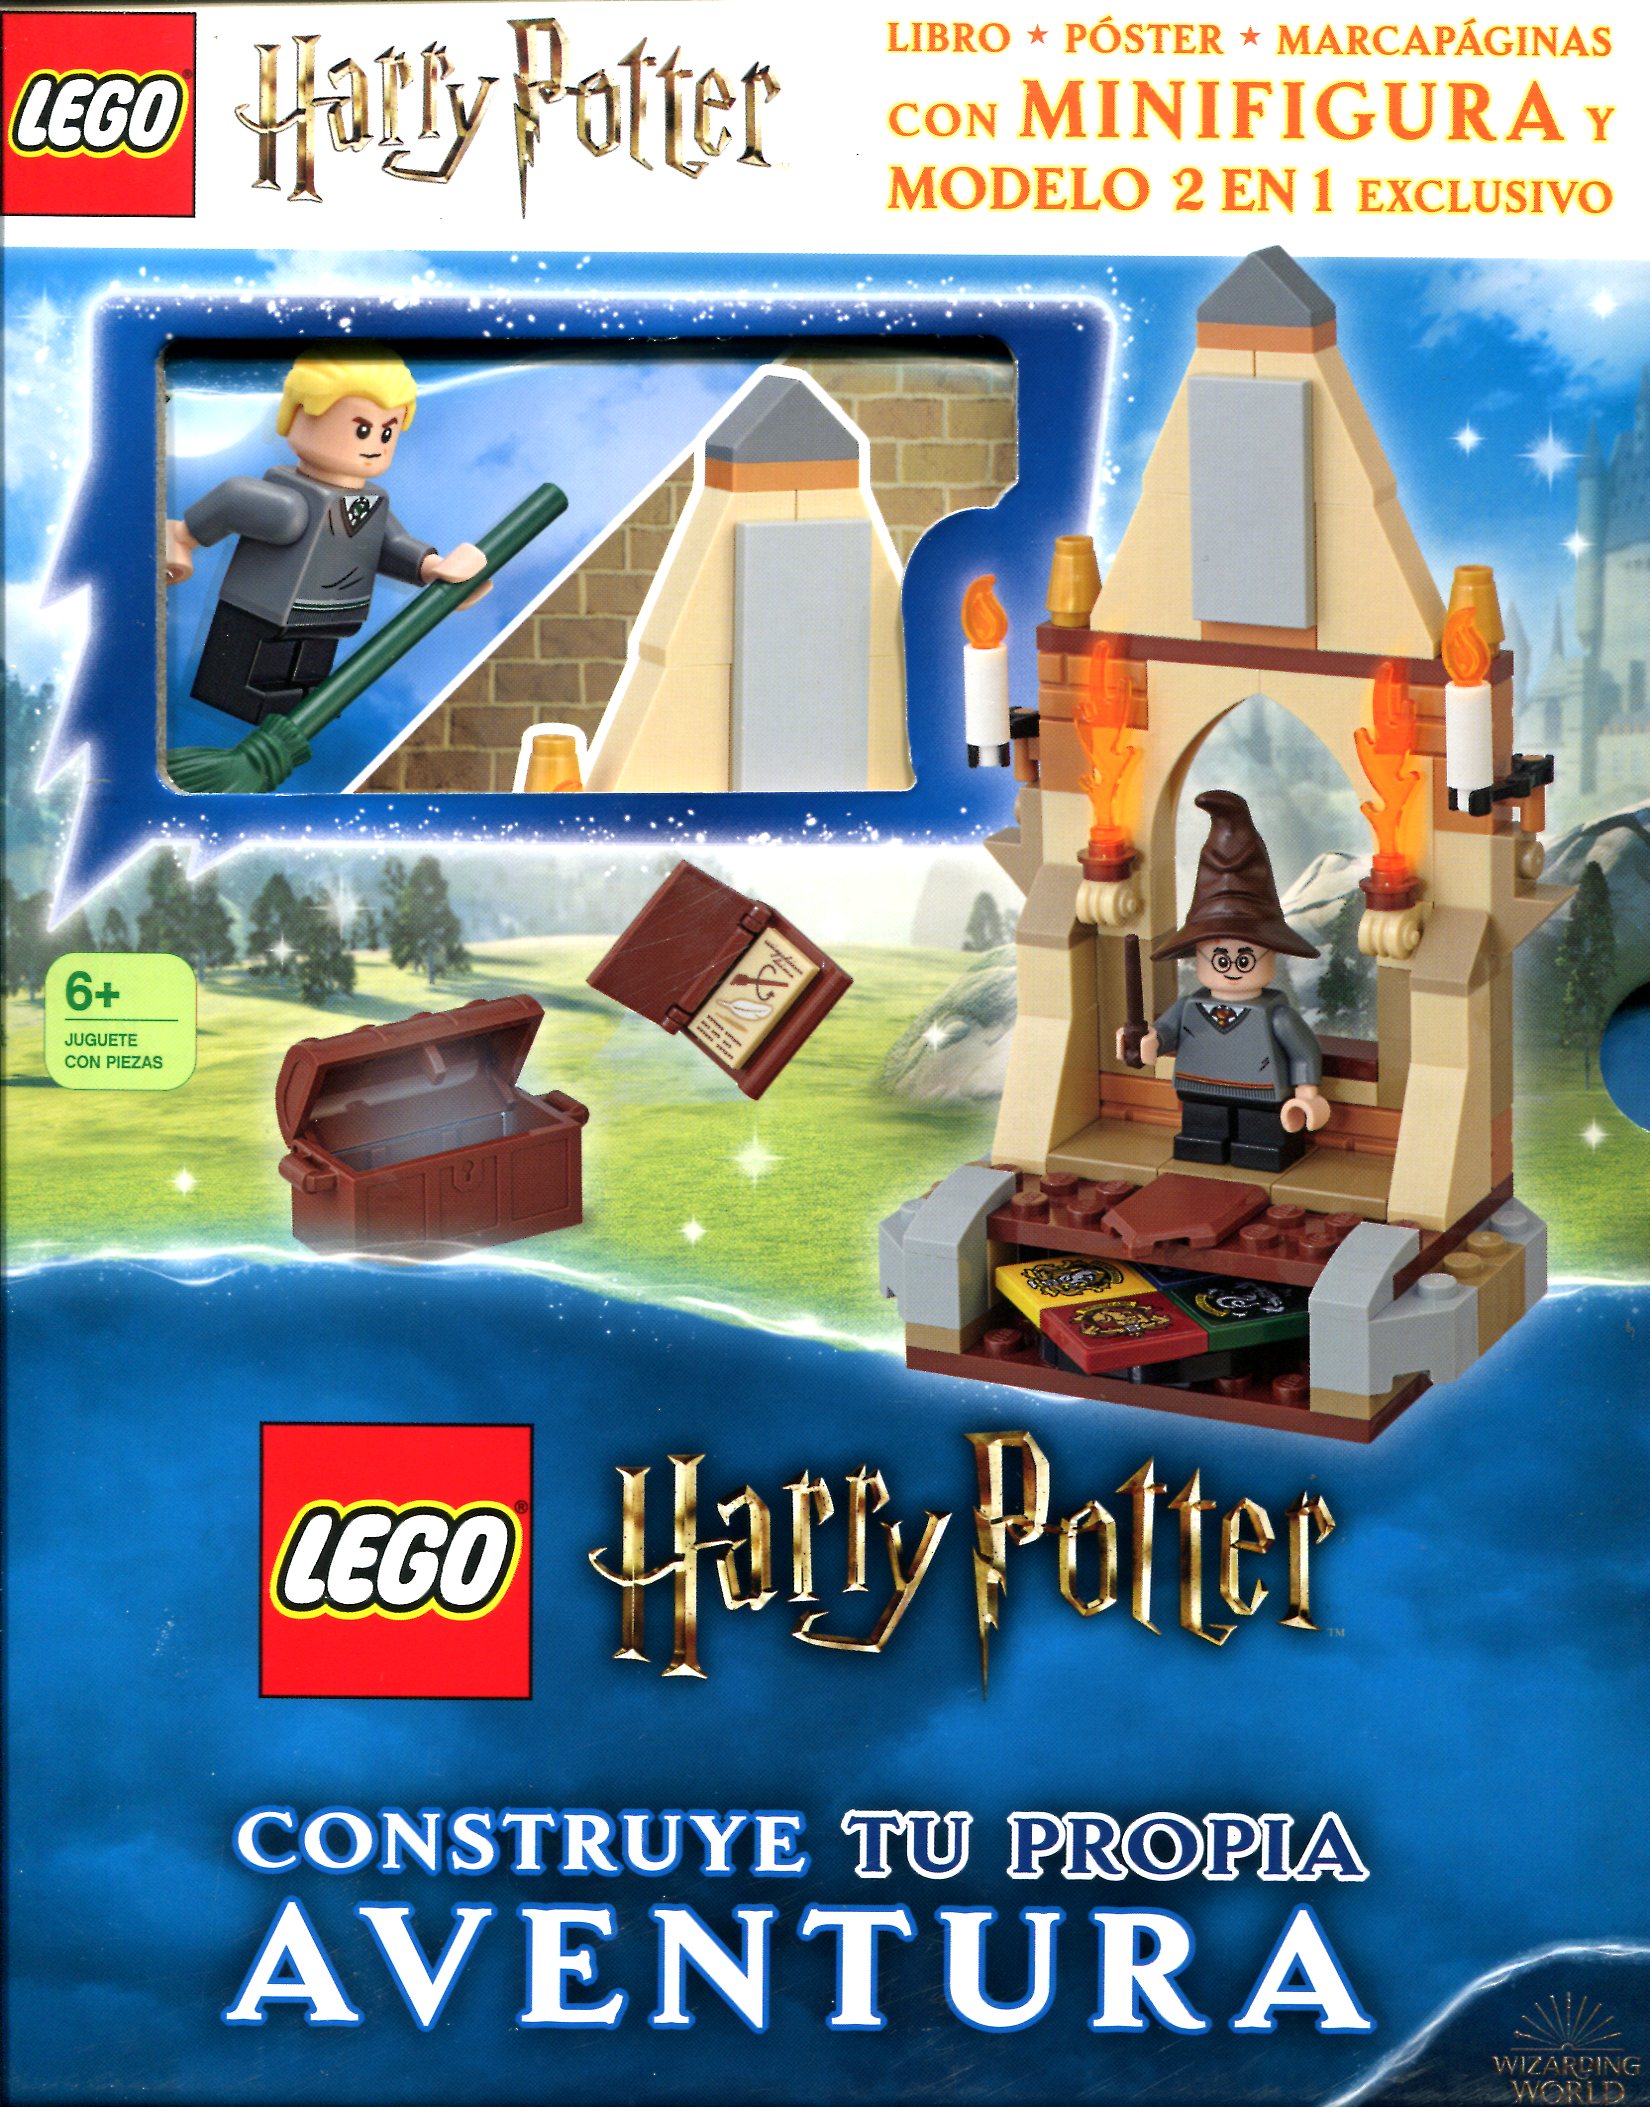 LEGO
Harry Potter
LIBRO ★ PÓSTER ★ MARCAPÁGINAS
CON MINIFIGURA Y
MODELO 2 EN 1 EXCLUSIVO
6+
JUGUETE
CON PIEZAS
LEGO
Harry Potter™
CONSTRUYE TU PROPIA
AVENTURA
WIZARDING
WORLD